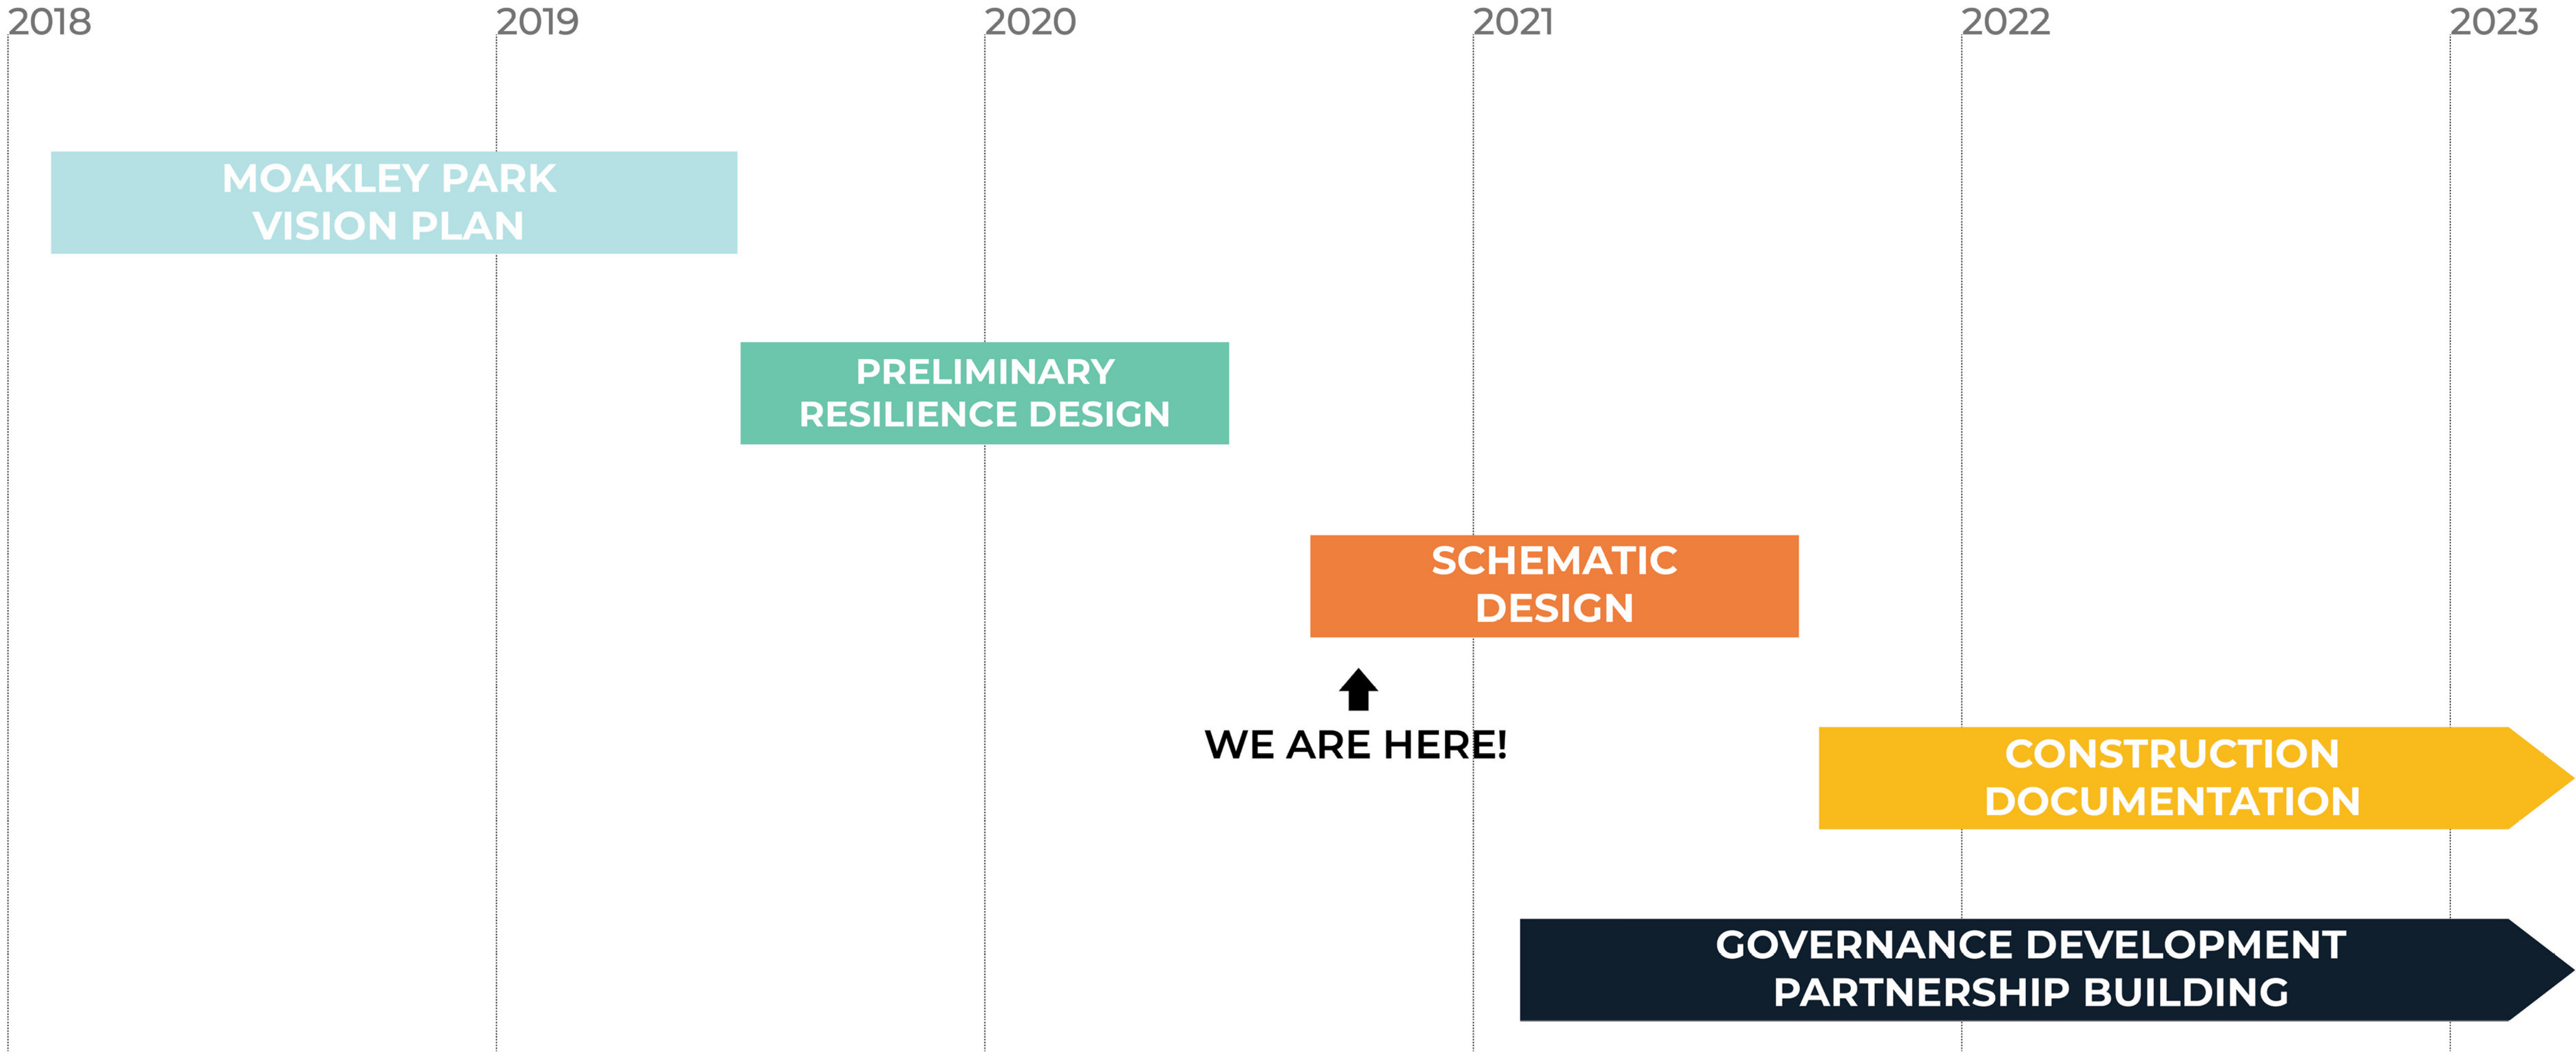 2018 2019 2020 2021 2022 2023
MOAKLEY PARK
VISION PLAN
PRELIMINARY
RESILIENCE DESIGN
SCHEMATIC
DESIGN
WE ARE HERE!
CONSTRUCTION
DOCUMENTATION
GOVERNANCE DEVELOPMENT
PARTNERSHIP BUILDING